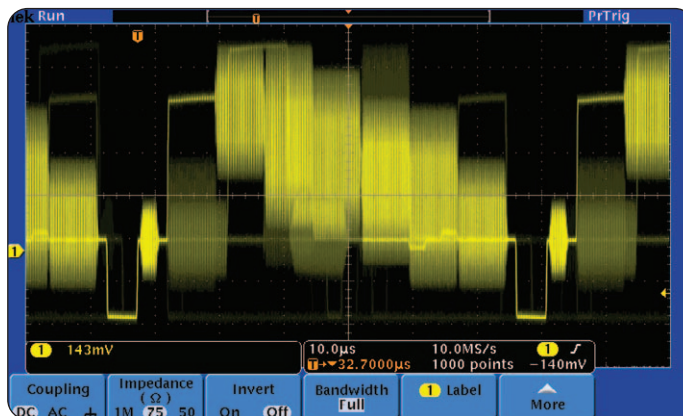 Run PrTrig
T
T
1
1 143mV
10.0µs 10.0MS/s 1 ∫
T→▼32.7000µs 1000 points −140mV
Coupling
DC AC
Impedance
(Ω)
1M 75 50
Invert
On Off
Bandwidth
Full
1 Label
More